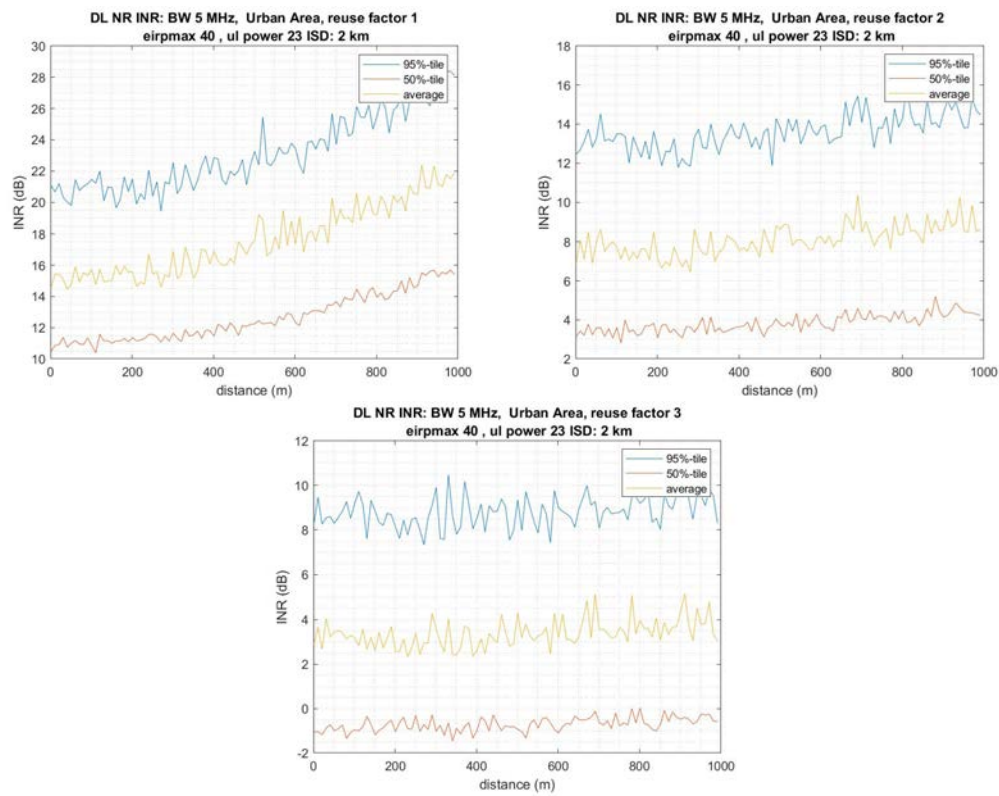 DL NR INR: BW 5 MHz,  Urban Area, reuse factor 1
eirpmax 40 , ul power 23 ISD: 2 km
30
28
26
24
22
20
18
16
14
12
10
INR (dB)
95%-tile
50%-tile
average
0
200
400
600
800
1000
distance (m)
DL NR INR: BW 5 MHz,  Urban Area, reuse factor 2
eirpmax 40 , ul power 23 ISD: 2 km
18
16
14
12
10
8
6
4
2
INR (dB)
95%-tile
50%-tile
average
0
200
400
600
800
1000
distance (m)
DL NR INR: BW 5 MHz,  Urban Area, reuse factor 3
eirpmax 40 , ul power 23 ISD: 2 km
12
10
8
6
4
2
0
-2
INR (dB)
95%-tile
50%-tile
average
0
200
400
600
800
1000
distance (m)